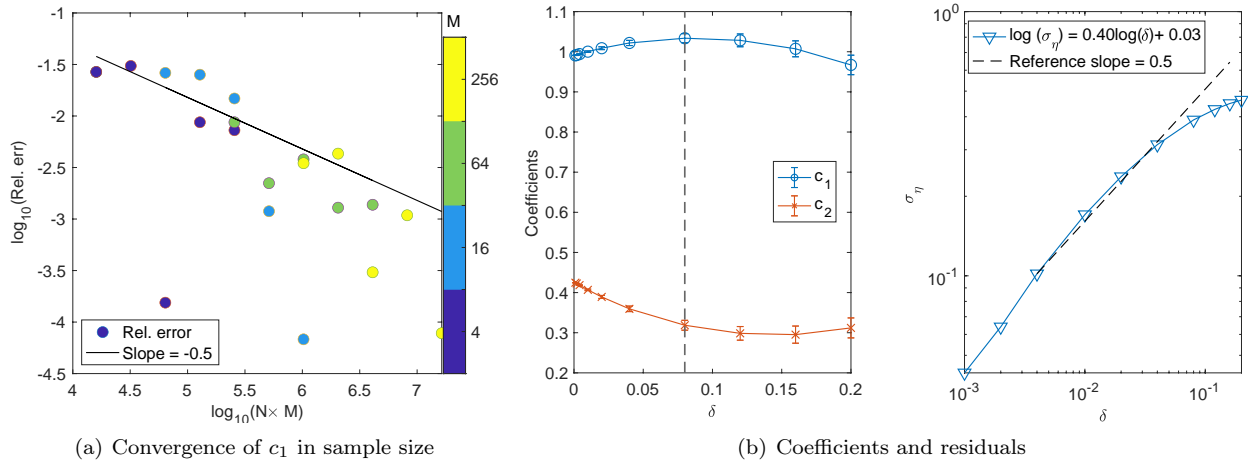 -1
-1.5
-2
-2.5
-3
-3.5
-4
-4.5
log₁₀(Rel. err)
4
4.5
5
5.5
6
6.5
7
log₁₀(N× M)
Rel. error
Slope = -0.5
M
256
64
16
4
(a) Convergence of c₁ in sample size
1.1
1
0.9
0.8
0.7
0.6
0.5
0.4
0.3
0.2
Coefficients
0
0.05
0.1
0.15
0.2
δ
c₁
c₂
10⁰
10⁻¹
σ_η
10⁻³
10⁻²
10⁻¹
δ
log (σ_η) = 0.40log(δ)+ 0.03
Reference slope = 0.5
(b) Coefficients and residuals